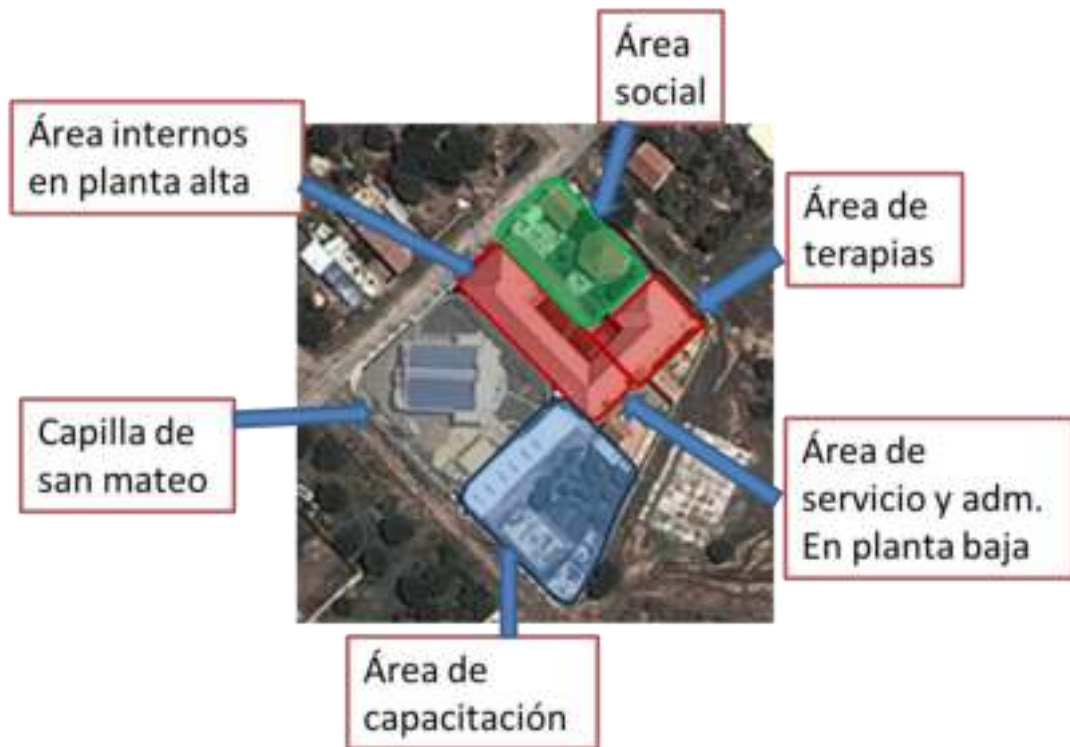 Área
social
Área internos
en planta alta
Área de
terapias
Capilla de
san mateo
Área de
servicio y adm.
En planta baja
Área de
capacitación